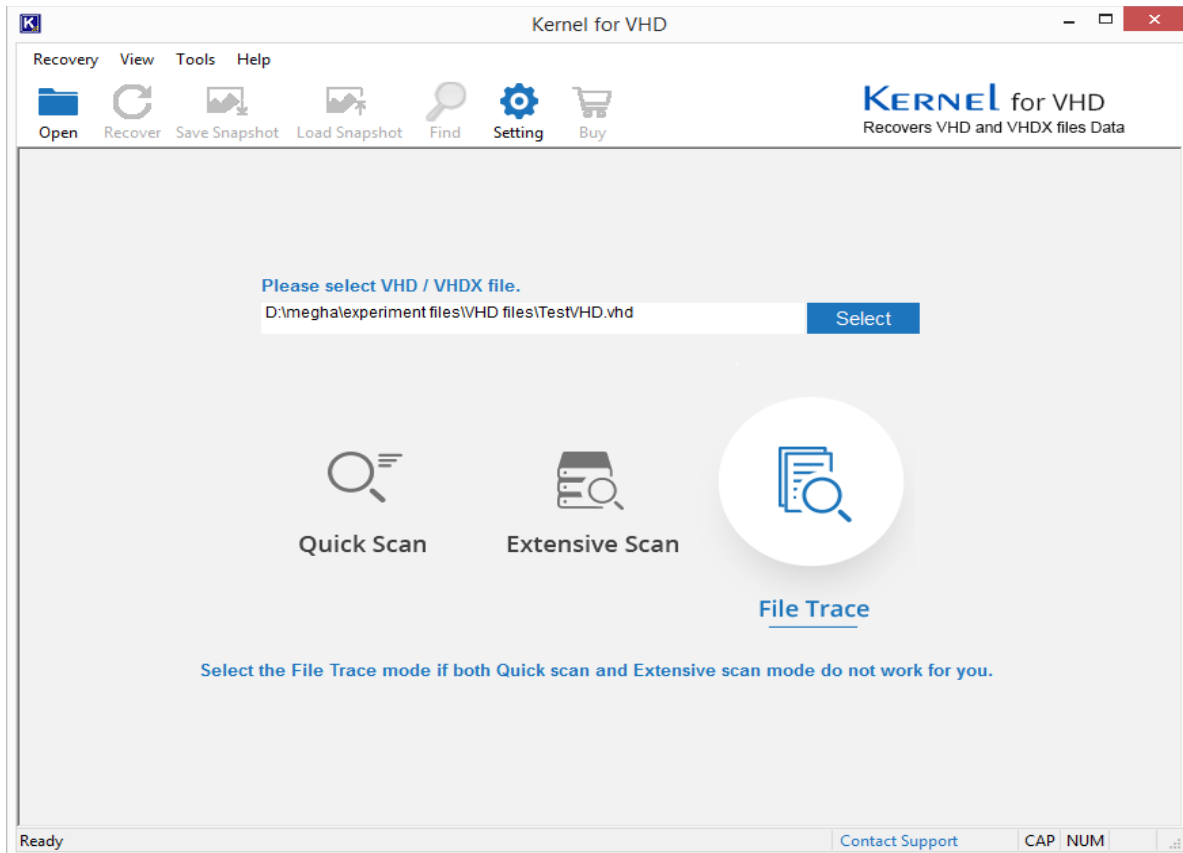 Kernel for VHD
Recovery View Tools Help
Open Recover Save Snapshot Load Snapshot Find Setting Buy
KERNEL for VHD
Recovers VHD and VHDX files Data
Please select VHD / VHDX file.
D:\megha\experiment files\VHD files\TestVHD.vhd Select
Quick Scan Extensive Scan
File Trace
Select the File Trace mode if both Quick scan and Extensive scan mode do not work for you.
Ready Contact Support CAP NUM